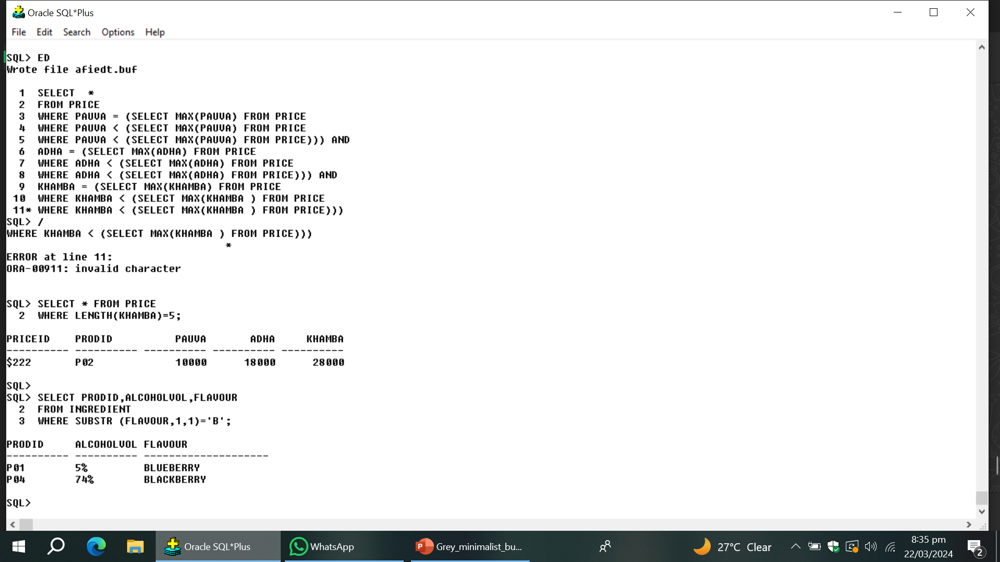 Oracle SQL*Plus
File Edit Search Options Help
SQL> ED
Wrote file afiedt.buf
1 SELECT *
2 FROM PRICE
3 WHERE PAUVA = (SELECT MAX(PAUVA) FROM PRICE
4 WHERE PAUVA < (SELECT MAX(PAUVA) FROM PRICE
5 WHERE PAUVA < (SELECT MAX(PAUVA) FROM PRICE))) AND
6 ADHA = (SELECT MAX(ADHA) FROM PRICE
7 WHERE ADHA < (SELECT MAX(ADHA) FROM PRICE
8 WHERE ADHA < (SELECT MAX(ADHA) FROM PRICE))) AND
9 KHAMBA = (SELECT MAX(KHAMBA) FROM PRICE
10 WHERE KHAMBA < (SELECT MAX(KHAMBA ) FROM PRICE
11* WHERE KHAMBA < (SELECT MAX(KHAMBA ) FROM PRICE)))
SQL> /
WHERE KHAMBA < (SELECT MAX(KHAMBA ) FROM PRICE)))
*
ERROR at line 11:
ORA-00911: invalid character
SQL> SELECT * FROM PRICE
2 WHERE LENGTH(KHAMBA)=5;
PRICEID PRODID PAUVA ADHA KHAMBA
---------- ---------- ---------- ---------- ----------
$222 P02 10000 18000 28000
SQL>
SQL> SELECT PRODID,ALCOHOLVOL,FLAVOUR
2 FROM INGREDIENT
3 WHERE SUBSTR (FLAVOUR,1,1)='B';
PRODID ALCOHOLVOL FLAVOUR
---------- ---------- --------------------
P01 5% BLUEBERRY
P04 74% BLACKBERRY
SQL>
Oracle SQL*Plus WhatsApp Grey_minimalist_bu... 27°C Clear 8:35 pm
22/03/2024 2